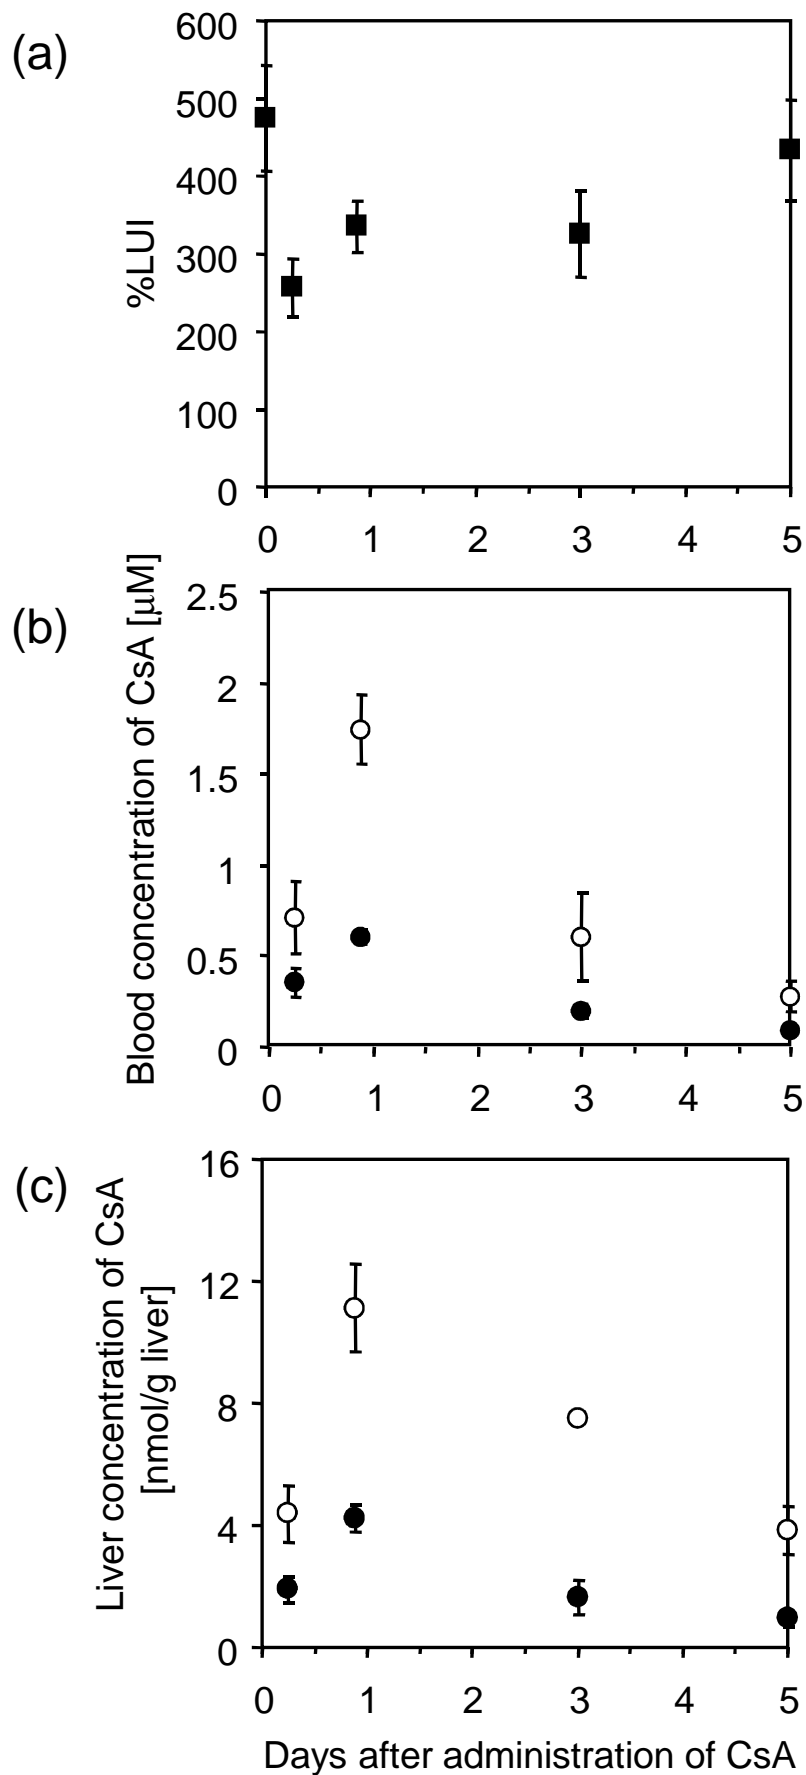 (a)
%LUI
600
500
400
300
200
100
0
0 1 2 3 4 5
(b)
Blood concentration of CsA [μM]
2.5
2
1.5
1
0.5
0
0 1 2 3 4 5
(c)
Liver concentration of CsA
[nmol/g liver]
16
12
8
4
0
0 1 2 3 4 5
Days after administration of CsA